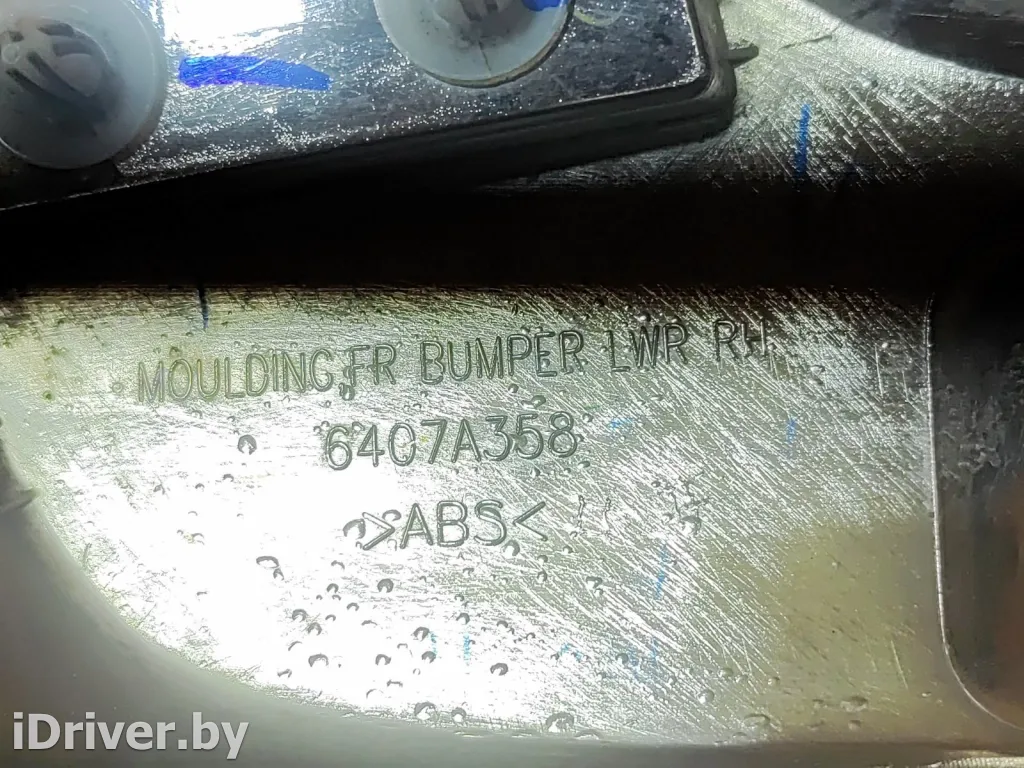 MOULDING,FR BUMPER LWR RH
6407A358
>ABS<
iDriver.by